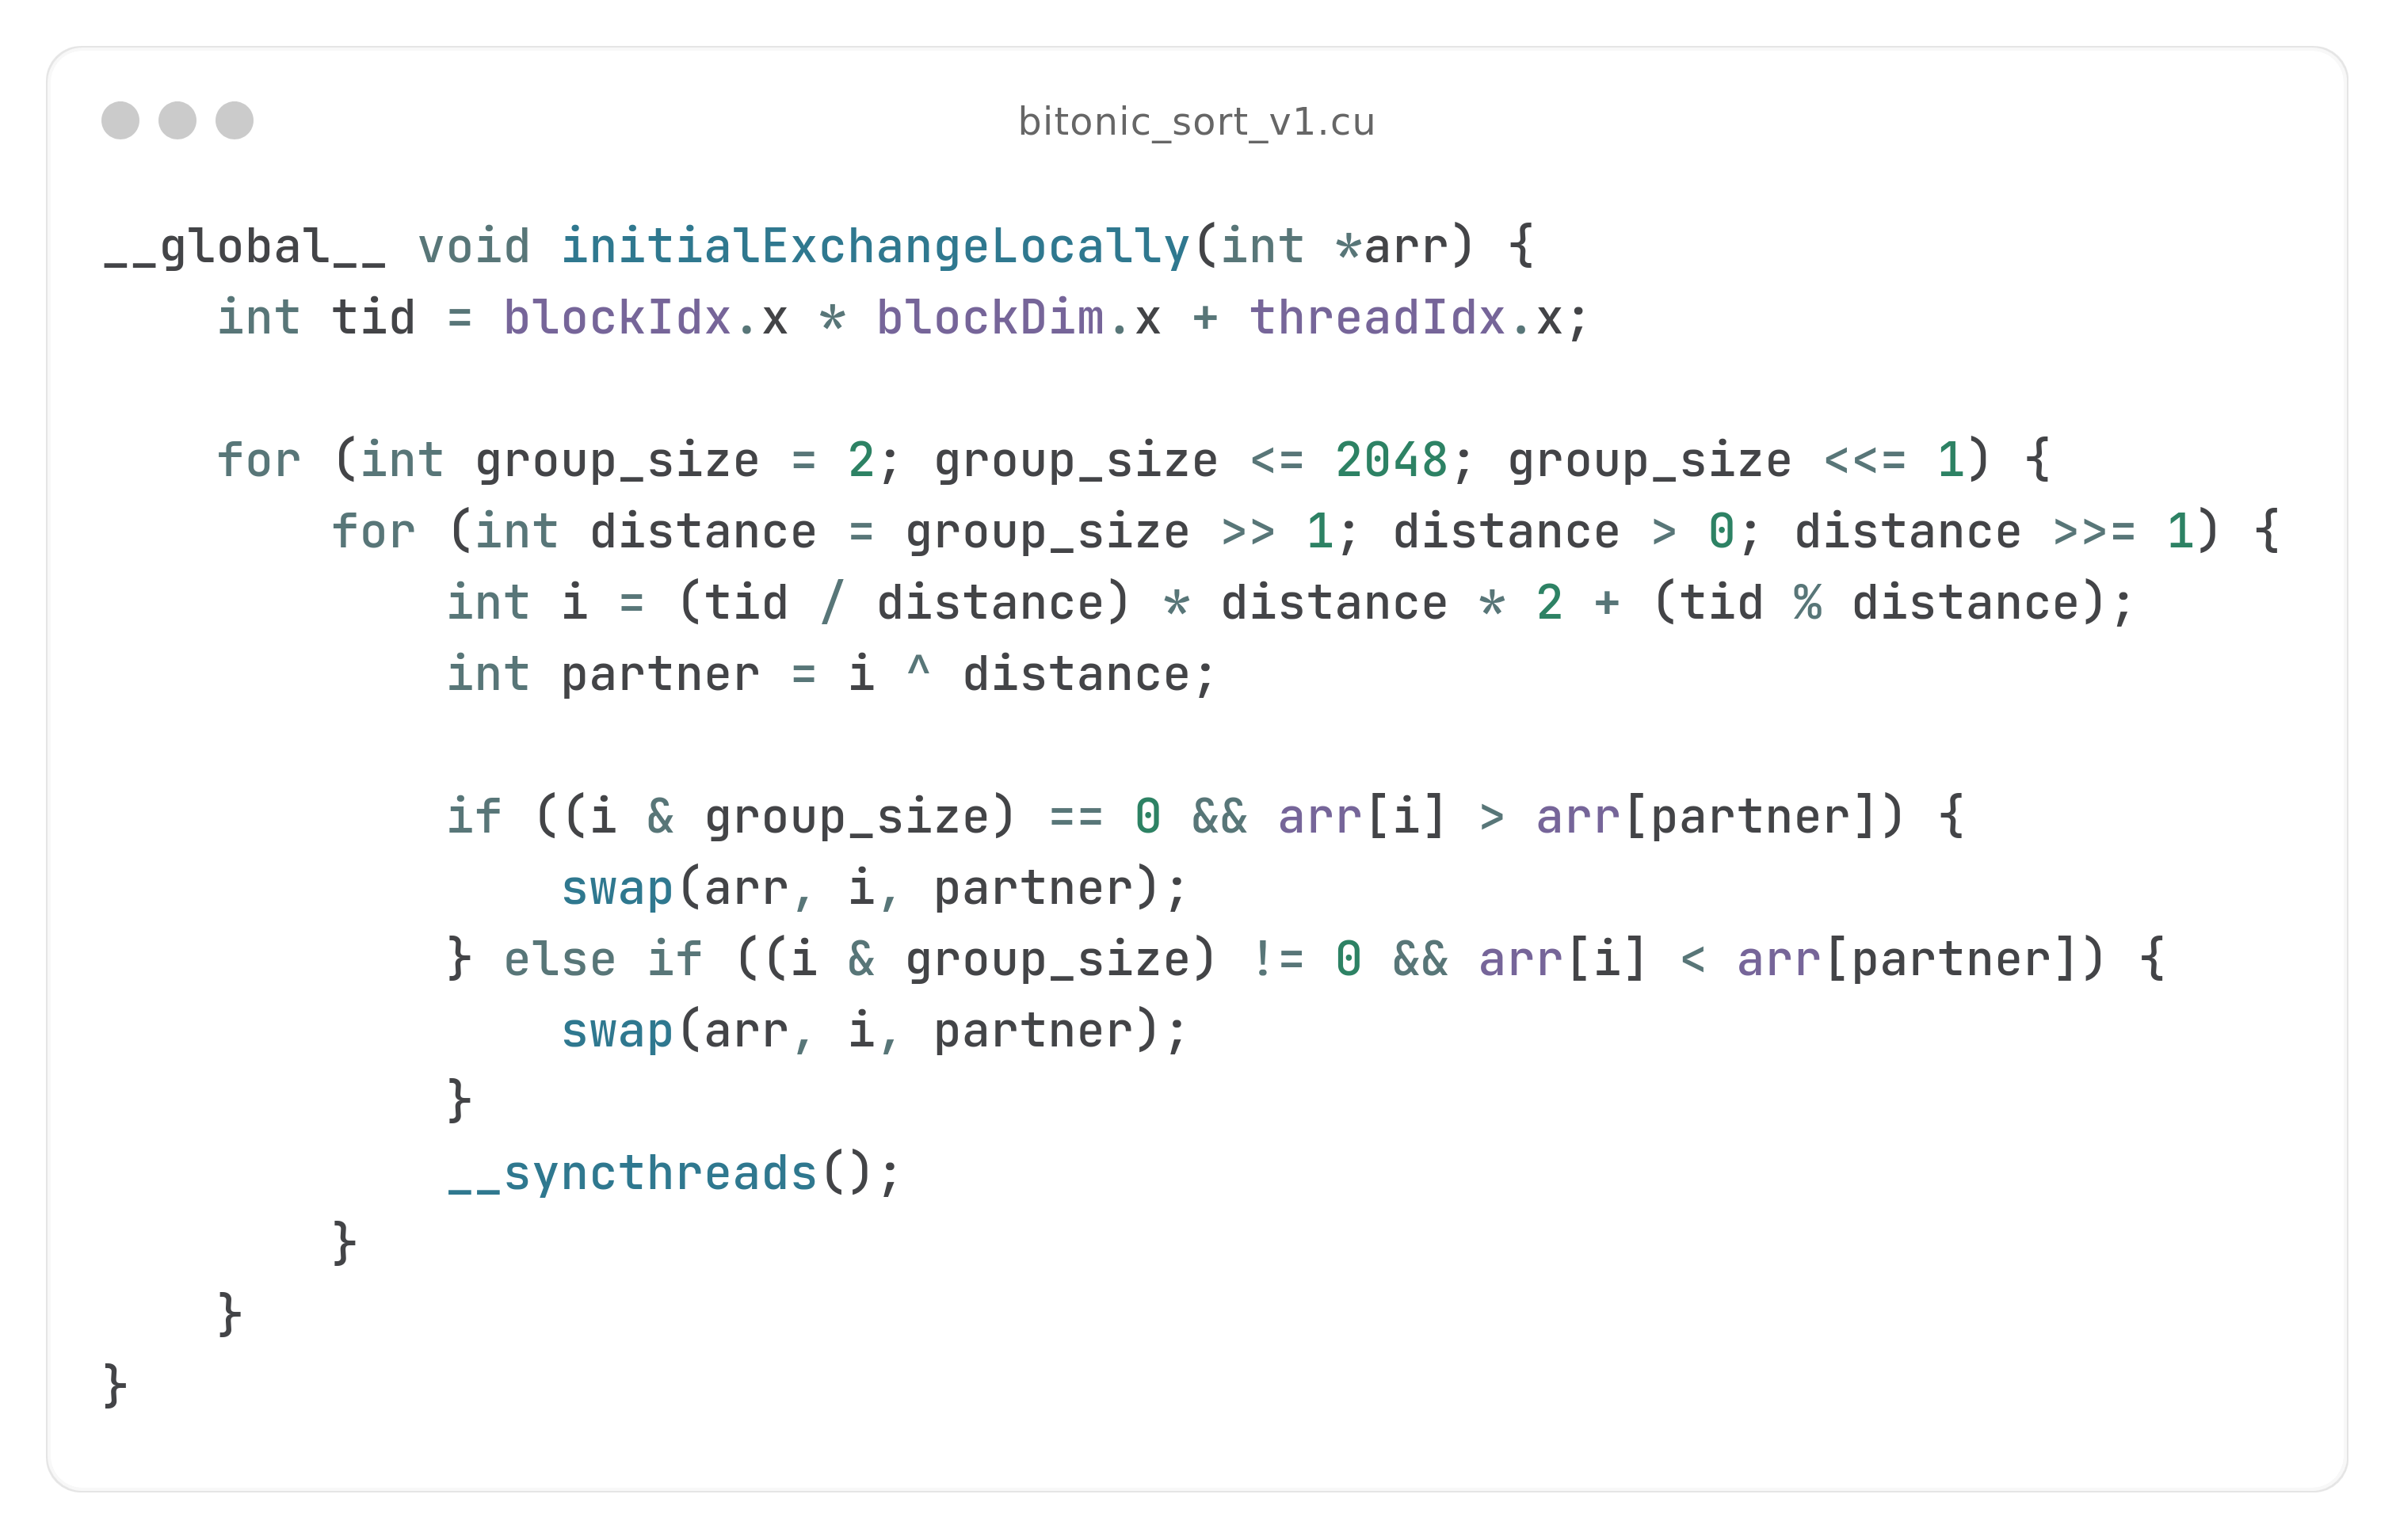 bitonic_sort_v1.cu
__global__ void initialExchangeLocally(int *arr) {
    int tid = blockIdx.x * blockDim.x + threadIdx.x;

    for (int group_size = 2; group_size <= 2048; group_size <<= 1) {
        for (int distance = group_size >> 1; distance > 0; distance >>= 1) {
            int i = (tid / distance) * distance * 2 + (tid % distance);
            int partner = i ^ distance;

            if ((i & group_size) == 0 && arr[i] > arr[partner]) {
                swap(arr, i, partner);
            } else if ((i & group_size) != 0 && arr[i] < arr[partner]) {
                swap(arr, i, partner);
            }
            __syncthreads();
        }
    }
}